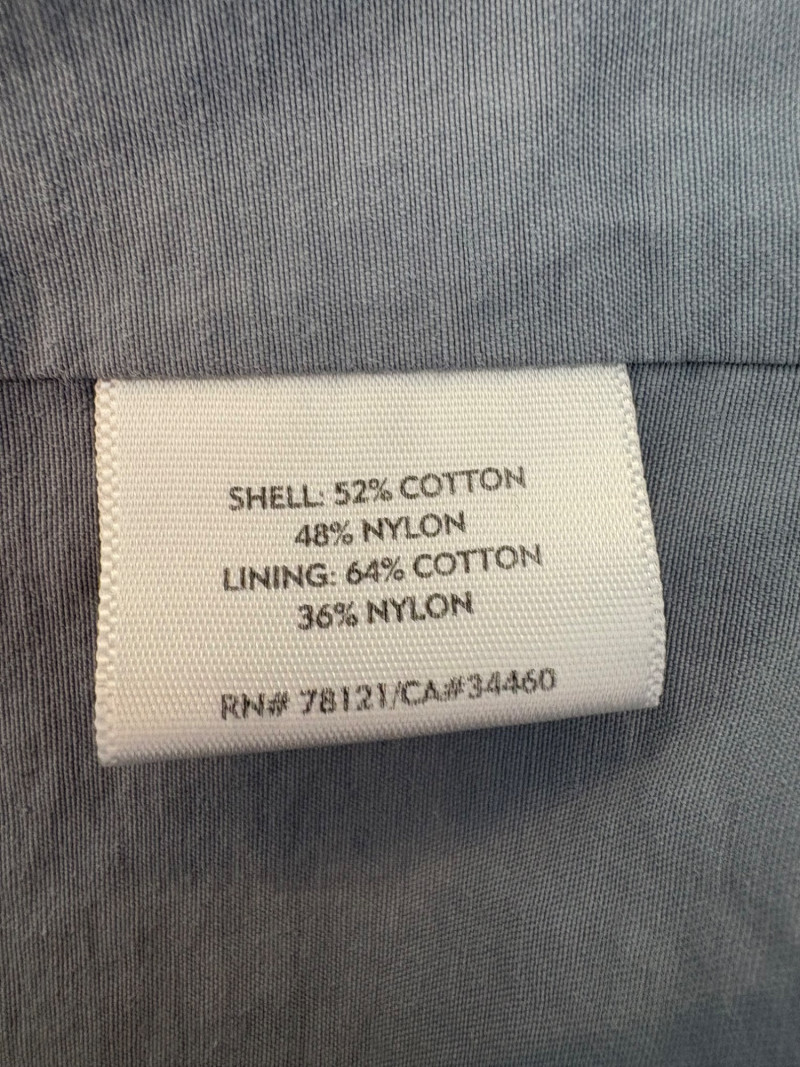 SHELL: 52% COTTON
48% NYLON
LINING: 64% COTTON
36% NYLON
RN# 78121/CA#34460